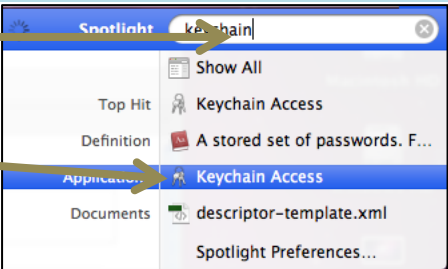 Spotlight keychain
Show All
Top Hit Keychain Access
Definition A stored set of passwords. F...
Applications Keychain Access
Documents descriptor-template.xml
Spotlight Preferences...